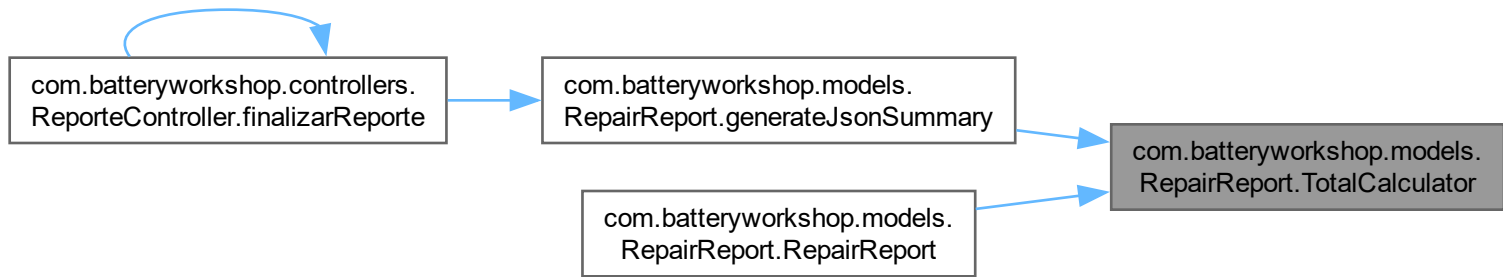 com.batteryworkshop.controllers.
ReporteController.finalizarReporte
com.batteryworkshop.models.
RepairReport.generateJsonSummary
com.batteryworkshop.models.
RepairReport.RepairReport
com.batteryworkshop.models.
RepairReport.TotalCalculator